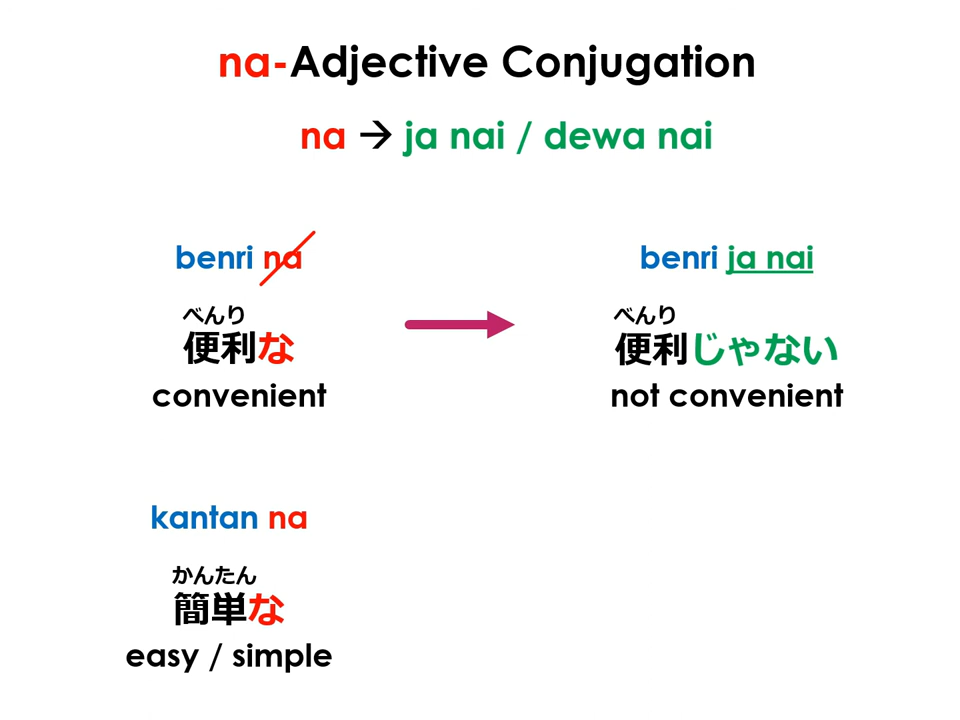 na-Adjective Conjugation
na → ja nai / dewa nai
benri na
べんり
便利な
convenient
benri ja nai
べんり
便利じゃない
not convenient
kantan na
かんたん
簡単な
easy / simple